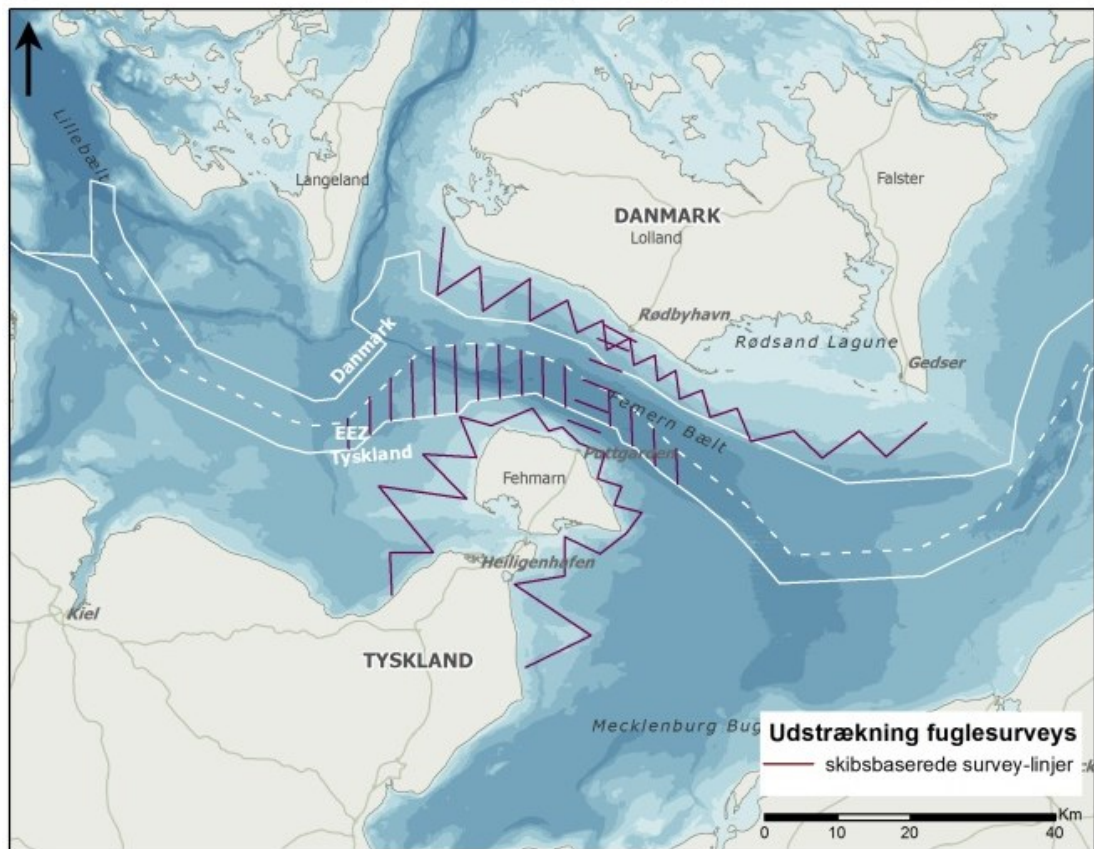 Lillebælt
Langeland
Falster
DANMARK
Lolland
Rødbyhavn
Rødsand Lagune
Gedser
Danmark
EEZ
Tyskland
Femern Bælt
Puttgarden
Fehmarn
Heiligenhafen
Kiel
TYSKLAND
Mecklenburg Bug
Udstrækning fuglesurveys
skibsbaserede survey-linjer
Km
0 10 20 40